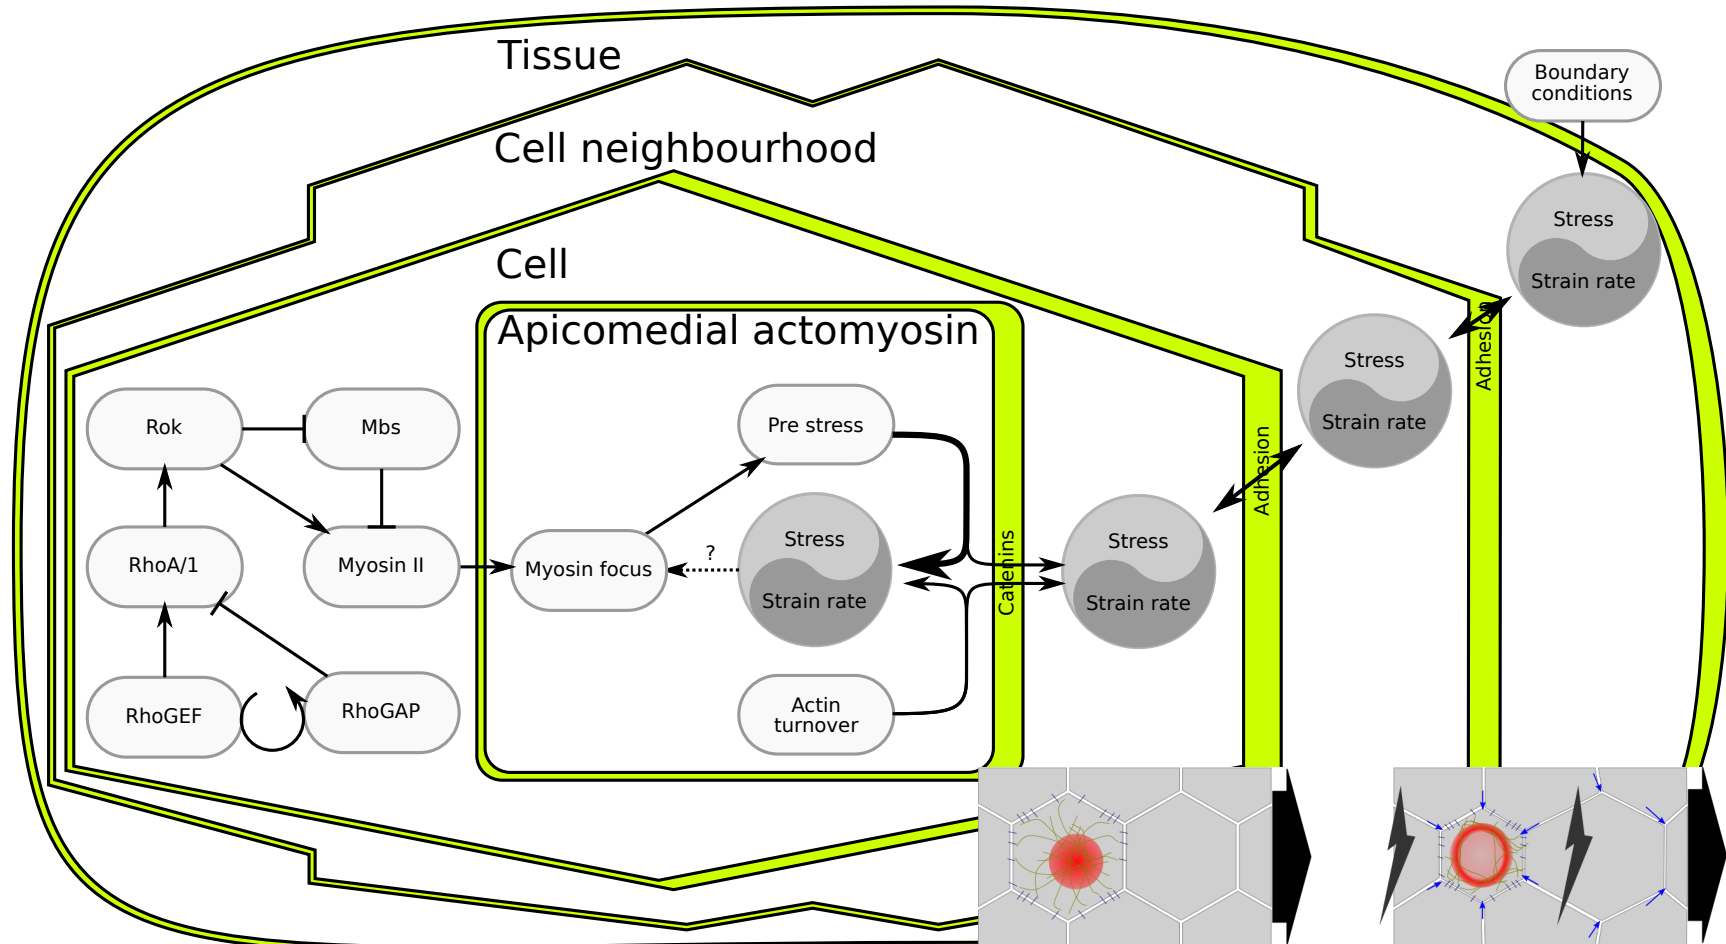 Tissue
Boundary
conditions
Cell neighbourhood
Stress
Strain rate
Cell
Adhesion
Apicomedial actomyosin
Stress
Strain rate
Adhesion
Rok
Mbs
Pre stress
Catenins
Stress
Strain rate
?
RhoA/1
Myosin II
Myosin focus
Stress
Strain rate
RhoGEF
RhoGAP
Actin
turnover